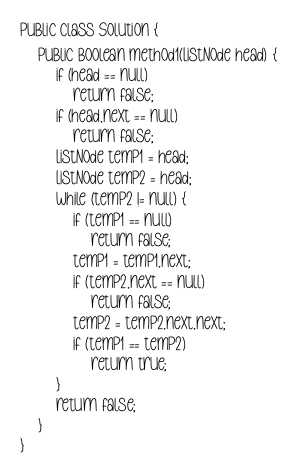 public class Solution {
public Boolean method1(ListNode head) {
if (head == null)
return false;
if (head.next == null)
return false;
ListNode temp1 = head;
ListNode temp2 = head;
while (temp2 != null) {
if (temp1 == null)
return false;
temp1 = temp1.next;
if (temp2.next == null)
return false;
temp2 = temp2.next.next;
if (temp1 == temp2)
return true;
}
return false;
}
}